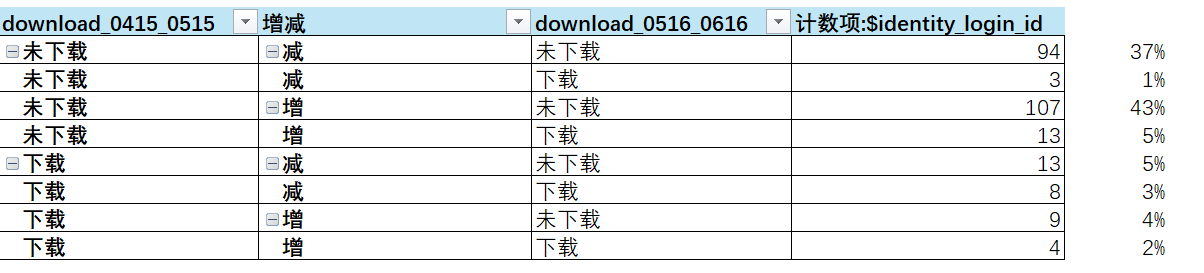 download_0415_0515 增减 download_0516_0616 计数项:$identity_login_id
未下载 减 未下载 94 37%
未下载 减 下载 3 1%
未下载 增 未下载 107 43%
未下载 增 下载 13 5%
下载 减 未下载 13 5%
下载 减 下载 8 3%
下载 增 未下载 9 4%
下载 增 下载 4 2%